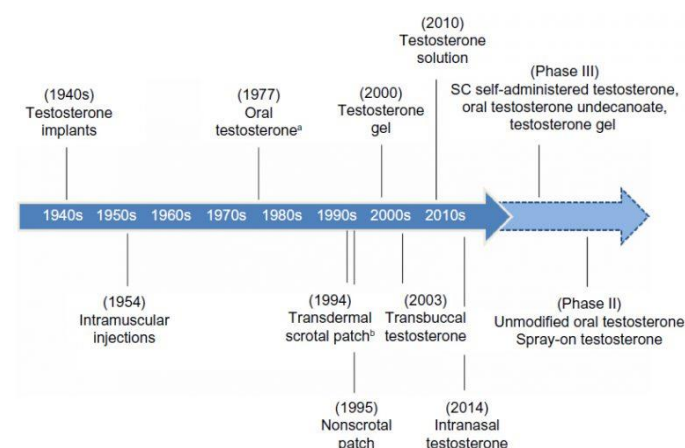 (2010)
Testosterone
solution
(1940s)
Testosterone
implants
(1977)
Oral
testosteroneᵃ
(2000)
Testosterone
gel
(Phase III)
SC self-administered testosterone,
oral testosterone undecanoate,
testosterone gel
1940s 1950s 1960s 1970s 1980s 1990s 2000s 2010s
(1954)
Intramuscular
injections
(1994)
Transdermal
scrotal patchᵇ
(2003)
Transbuccal
testosterone
(Phase II)
Unmodified oral testosterone
Spray-on testosterone
(1995)
Nonscrotal
patch
(2014)
Intranasal
testosterone